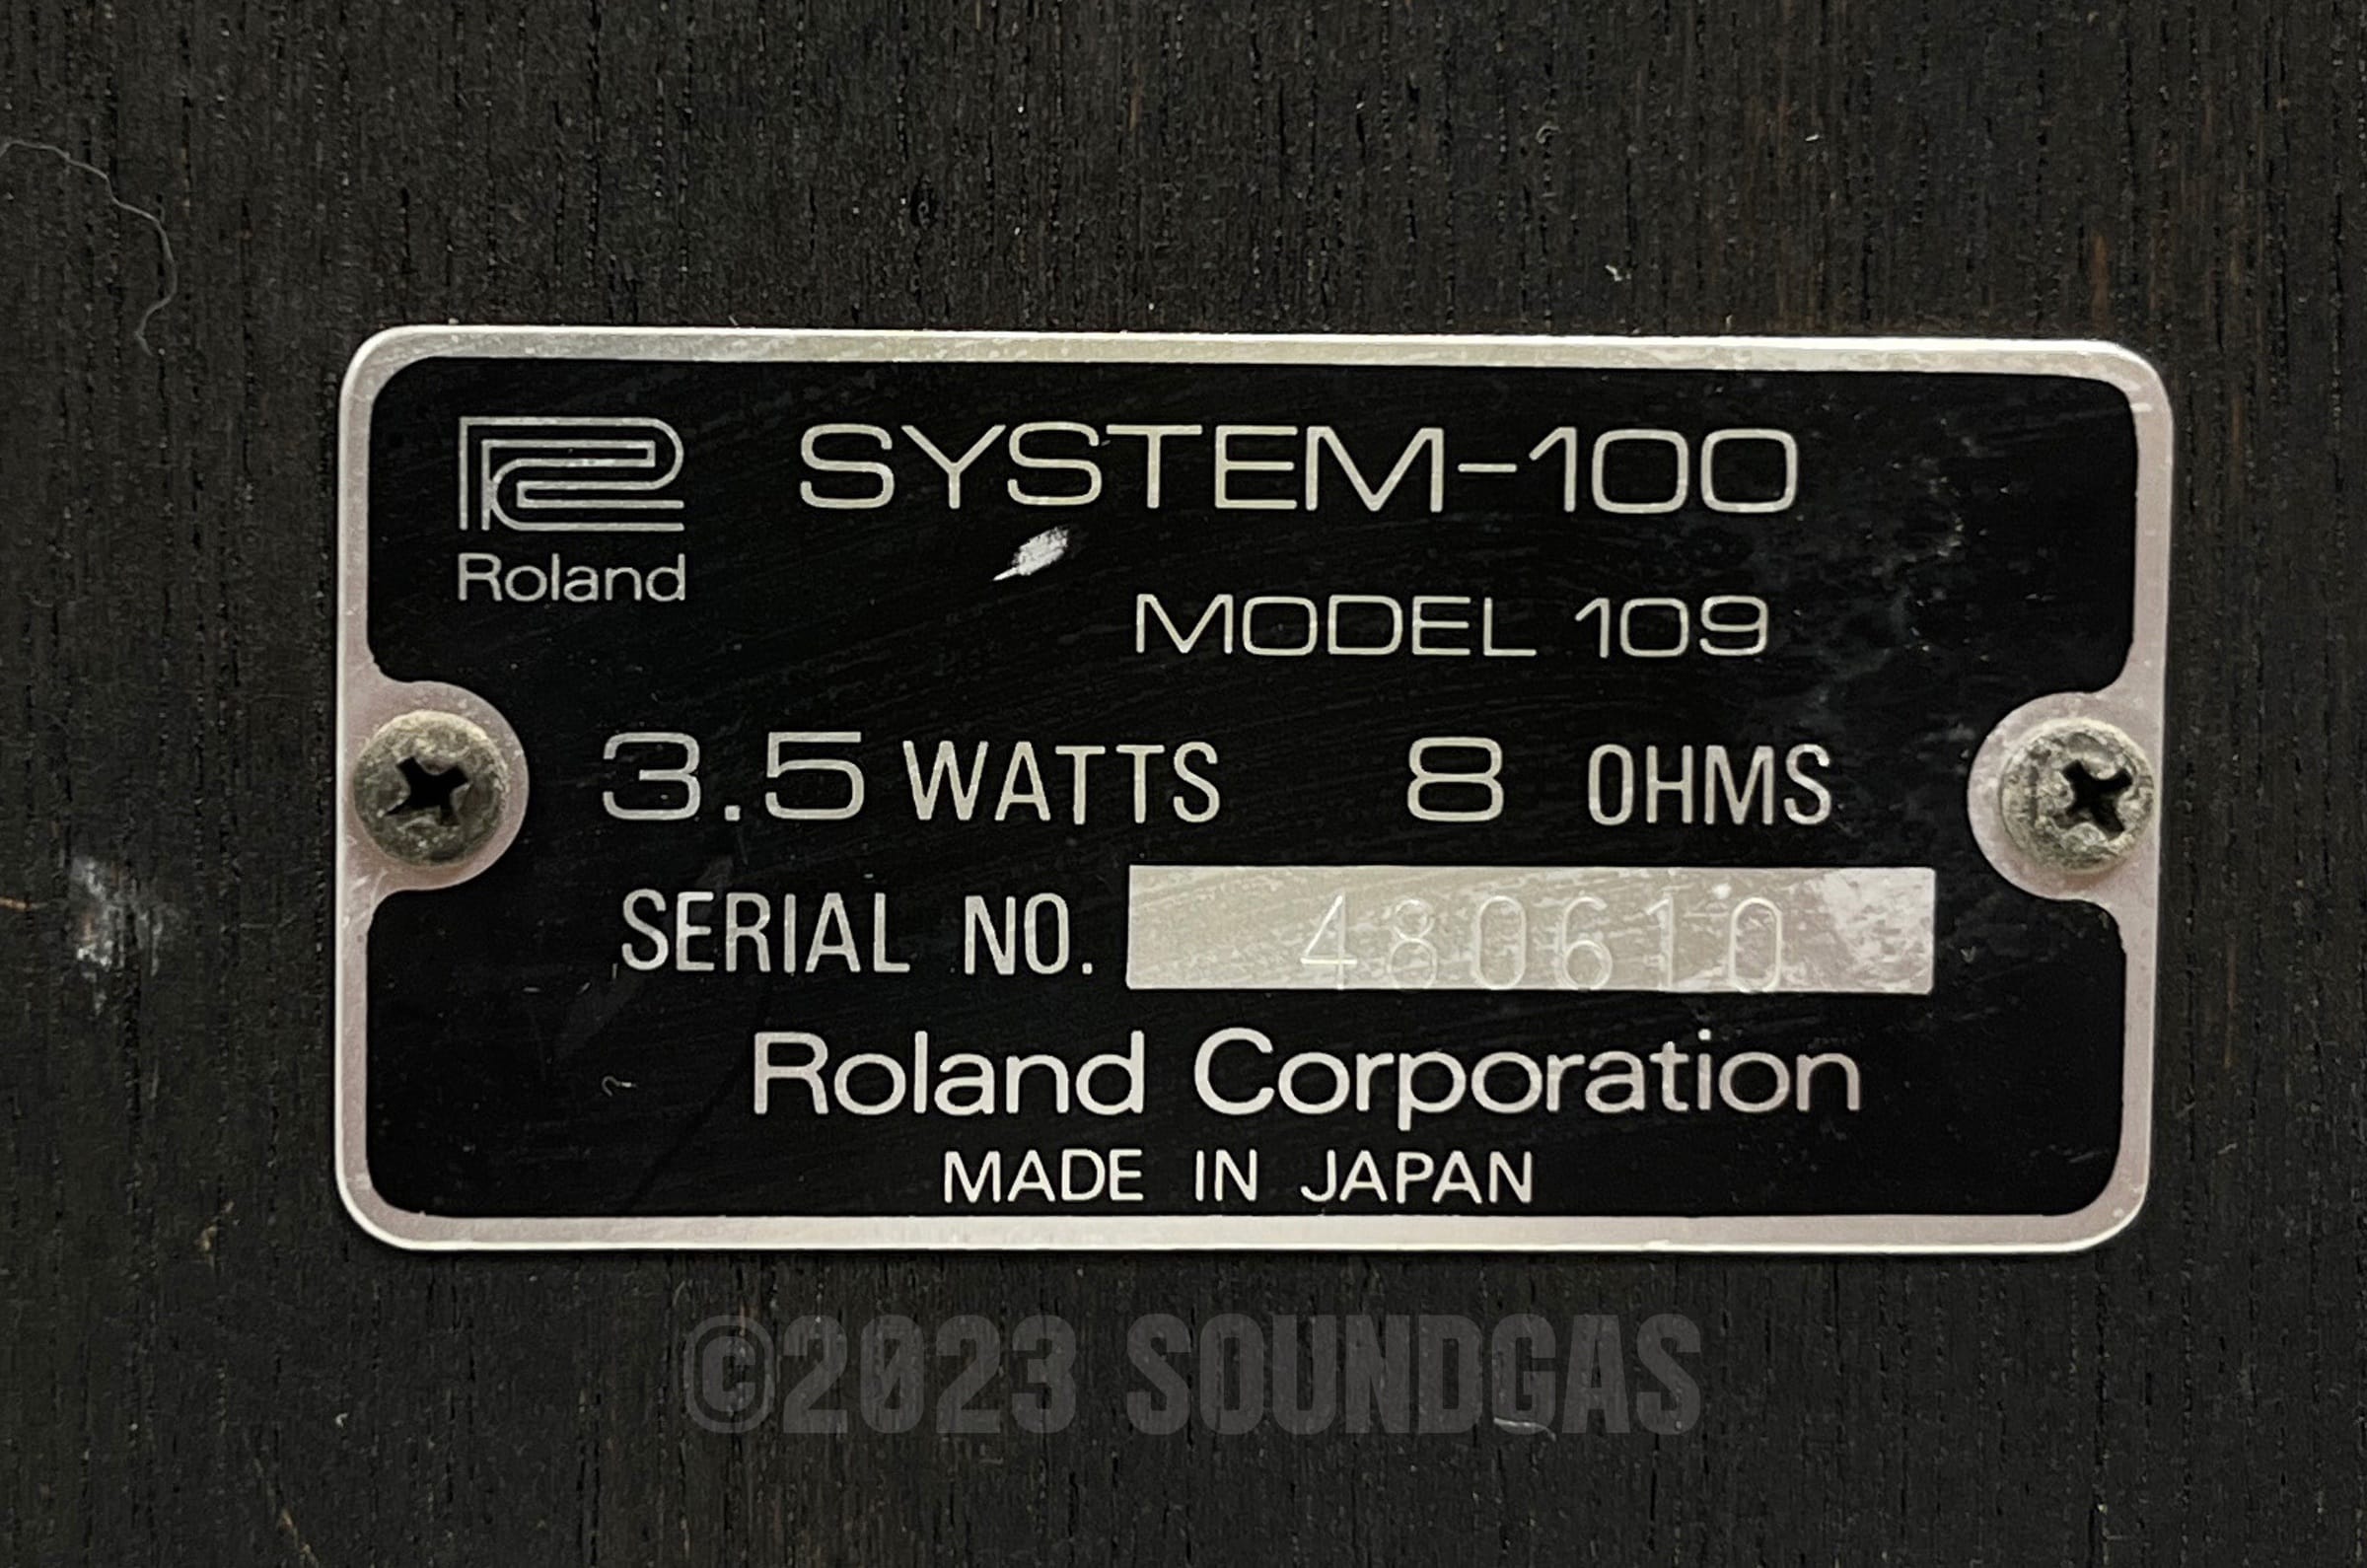 SYSTEM-100
Roland
MODEL 109
3.5 WATTS 8 OHMS
SERIAL NO. 480610
Roland Corporation
MADE IN JAPAN
©2023 SOUNDGAS